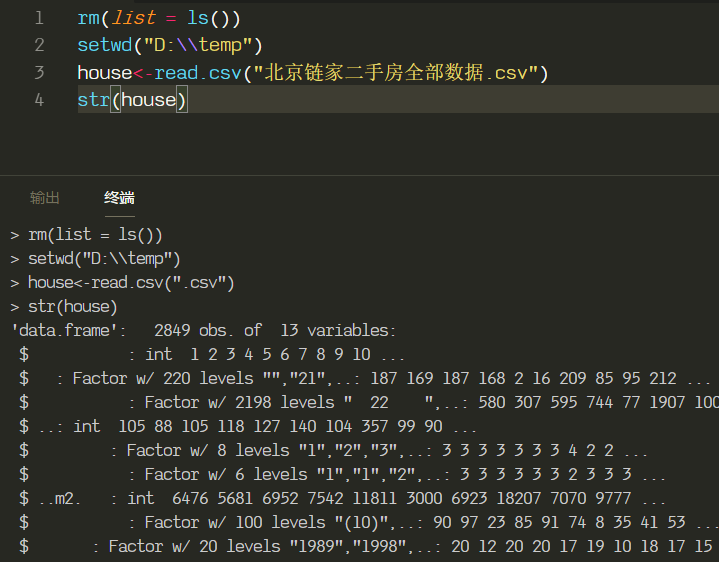 1 rm(list = ls())
2 setwd("D:\\temp")
3 house<-read.csv("北京链家二手房全部数据.csv")
4 str(house)
输出 终端
> rm(list = ls())
> setwd("D:\\temp")
> house<-read.csv(".csv")
> str(house)
'data.frame':   2849 obs. of  13 variables:
 $           : int  1 2 3 4 5 6 7 8 9 10 ...
 $   : Factor w/ 220 levels "","21",..: 187 169 187 168 2 16 209 85 95 212 ...
 $           : Factor w/ 2198 levels "  22    ",..: 580 307 595 744 77 1907 100
 $ ..: int  105 88 105 118 127 140 104 357 99 90 ...
 $         : Factor w/ 8 levels "1","2","3",..: 3 3 3 3 3 3 3 4 2 2 ...
 $           : Factor w/ 6 levels "1","1","2",..: 3 3 3 3 3 3 2 3 3 3 ...
 $ ..m2.   : int  6476 5681 6952 7542 11811 3000 6923 18207 7070 9777 ...
 $           : Factor w/ 100 levels "(10)",..: 90 97 23 85 91 74 8 35 41 53 ...
 $       : Factor w/ 20 levels "1989","1998",..: 20 12 20 20 17 19 10 18 17 15